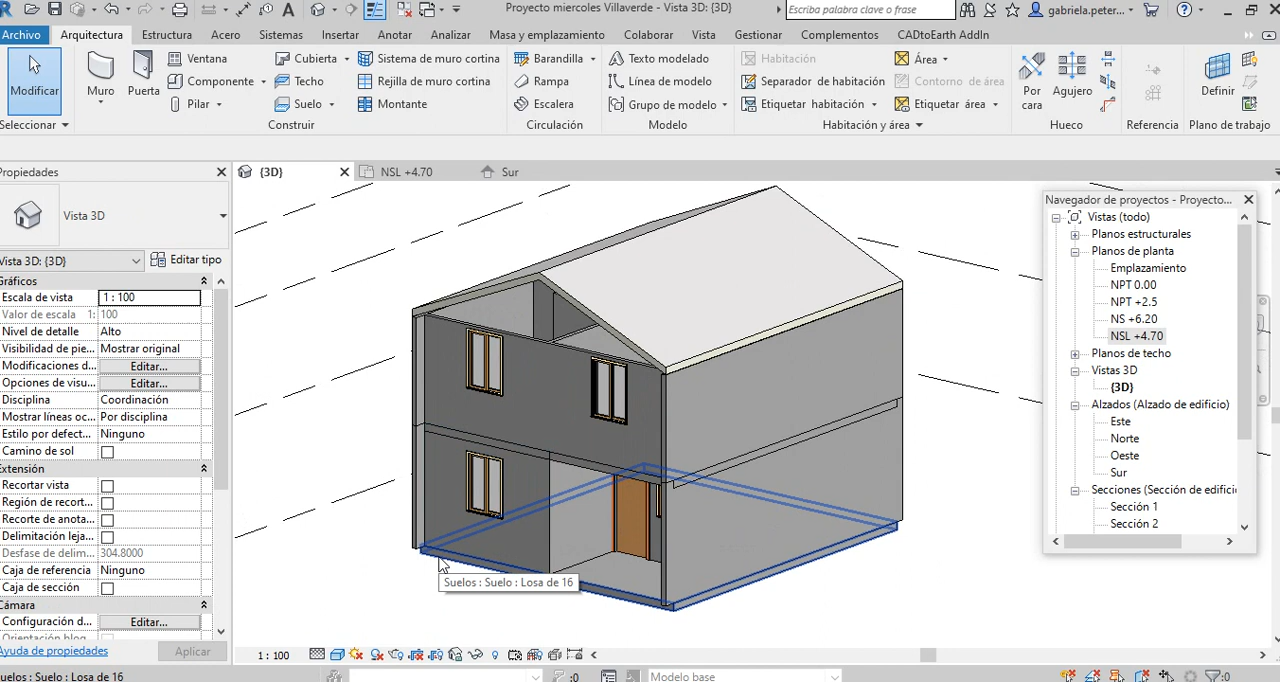 Proyecto miercoles Villaverde - Vista 3D: {3D}
Escriba palabra clave o frase
gabriela.peter...
Archivo Arquitectura Estructura Acero Sistemas Insertar Anotar Analizar Masa y emplazamiento Colaborar Vista Gestionar Complementos CADtoEarth AddIn
Modificar
Seleccionar
Muro
Puerta
Ventana
Componente
Pilar
Cubierta
Techo
Suelo
Sistema de muro cortina
Rejilla de muro cortina
Montante
Construir
Barandilla
Rampa
Escalera
Circulación
Texto modelado
Línea de modelo
Grupo de modelo
Modelo
Habitación
Separador de habitación
Etiquetar habitación
Área
Contorno de área
Etiquetar área
Habitación y área
Por
cara
Agujero
Hueco
Referencia
Definir
Plano de trabajo
Propiedades
{3D}
NSL +4.70
Sur
Vista 3D
Vista 3D: {3D}
Editar tipo
Gráficos
Escala de vista 1 : 100
Valor de escala 1: 100
Nivel de detalle Alto
Visibilidad de pie... Mostrar original
Modificaciones d... Editar...
Opciones de visu... Editar...
Disciplina Coordinación
Mostrar líneas oc... Por disciplina
Estilo por defect... Ninguno
Camino de sol
Extensión
Recortar vista
Región de recort...
Recorte de anota...
Delimitación leja...
Desfase de delim... 304.8000
Caja de referencia Ninguno
Caja de sección
Cámara
Configuración d... Editar...
Ayuda de propiedades
Aplicar
Suelos : Suelo : Losa de 16
Navegador de proyectos - Proyecto...
Vistas (todo)
Planos estructurales
Planos de planta
Emplazamiento
NPT 0.00
NPT +2.5
NS +6.20
NSL +4.70
Planos de techo
Vistas 3D
{3D}
Alzados (Alzado de edificio)
Este
Norte
Oeste
Sur
Secciones (Sección de edifici
Sección 1
Sección 2
1 : 100
uelos : Suelo : Losa de 16
:0
Modelo base
:0